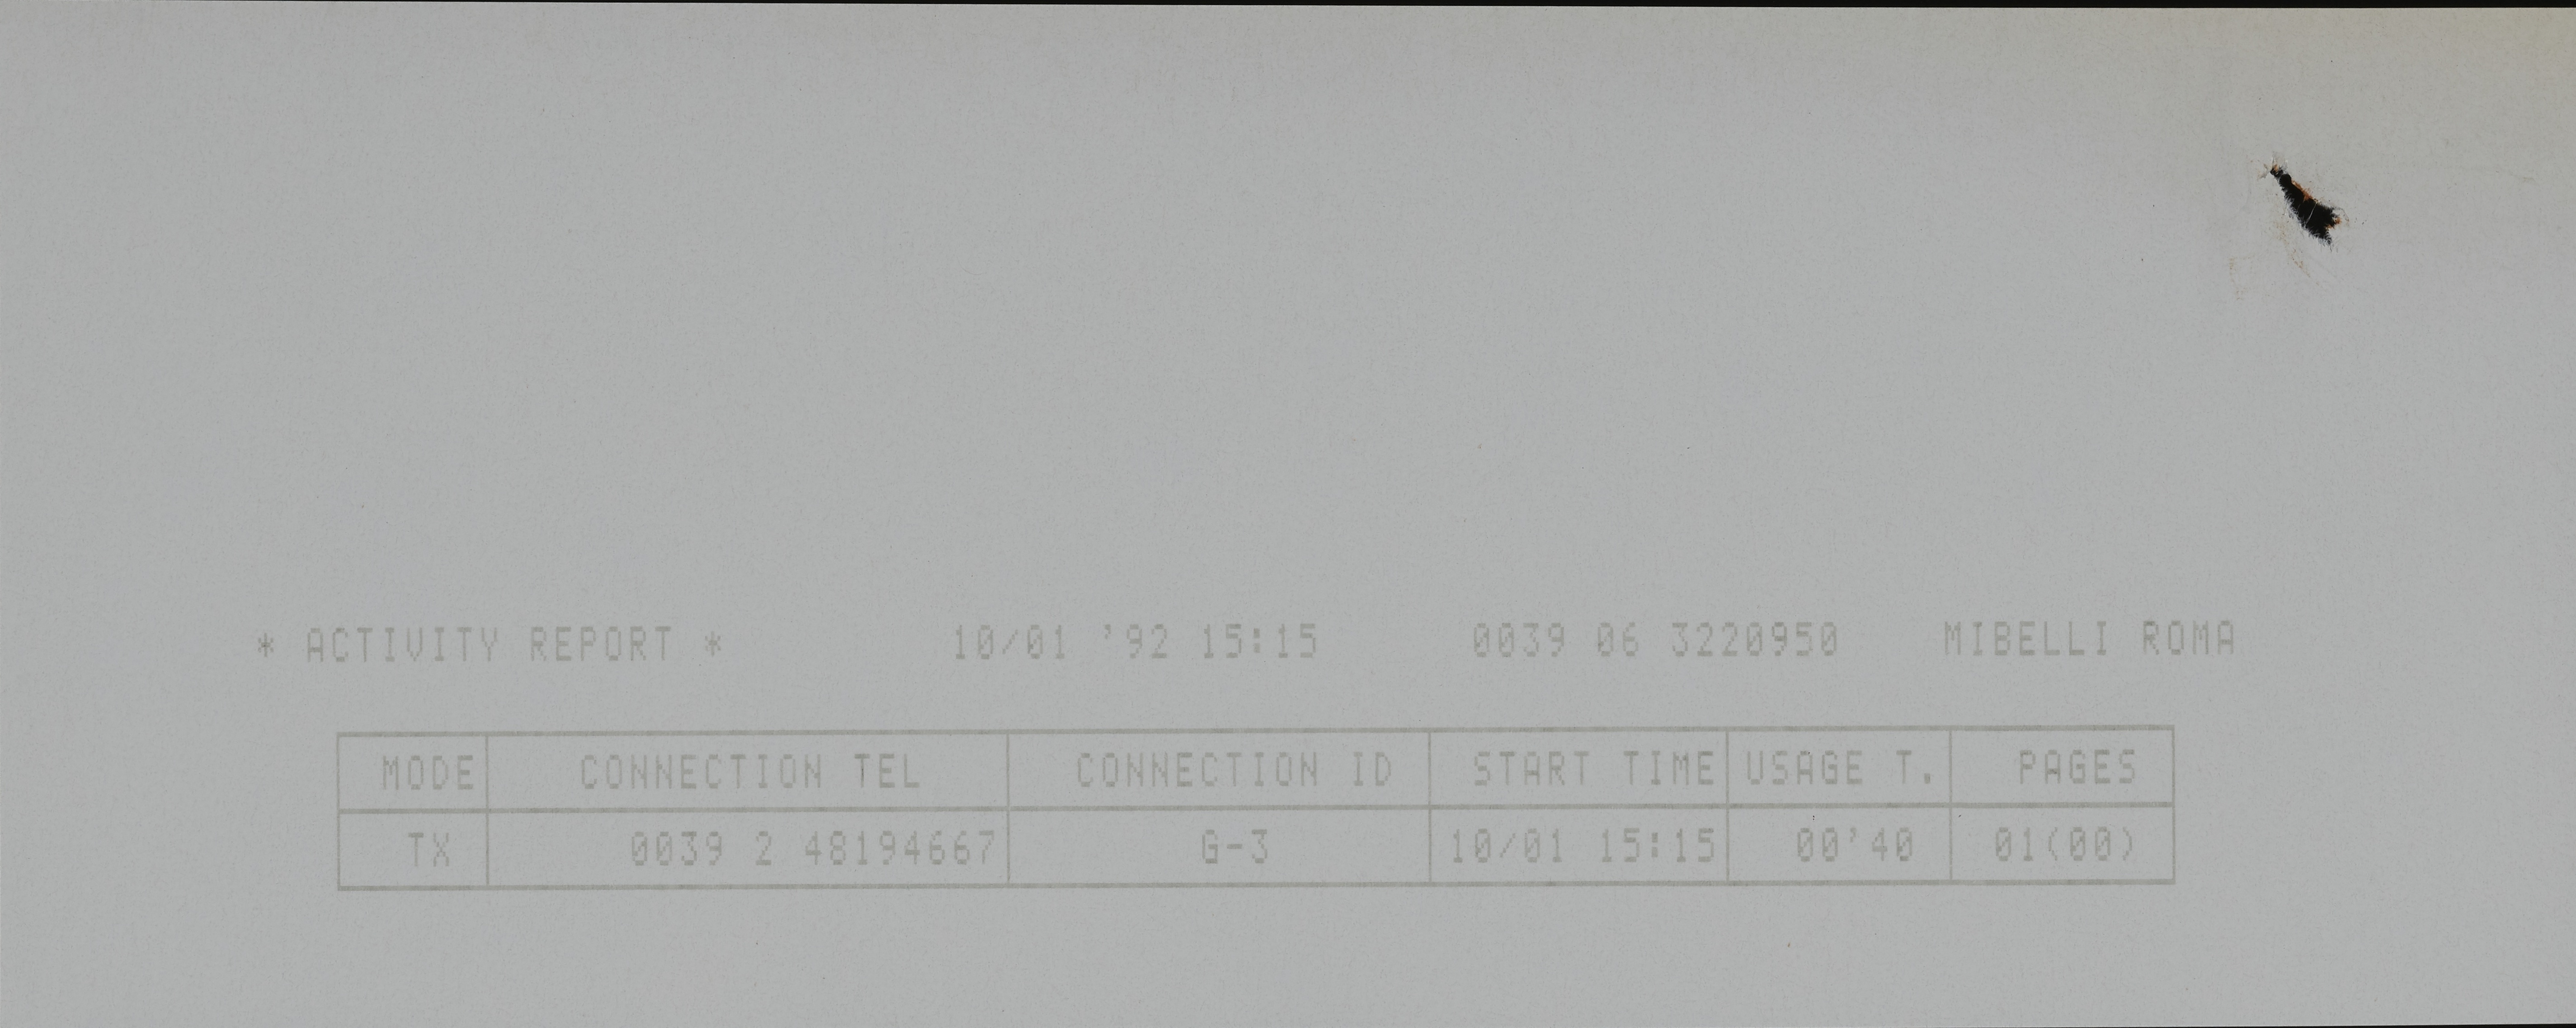 * ACTIVITY REPORT * 10/01 '92 15:15 0039 06 3220950 MIBELLI ROMA
MODE CONNECTION TEL CONNECTION ID START TIME USAGE T. PAGES
TX 0039 2 48194667 G-3 10/01 15:15 00'40 01(00)